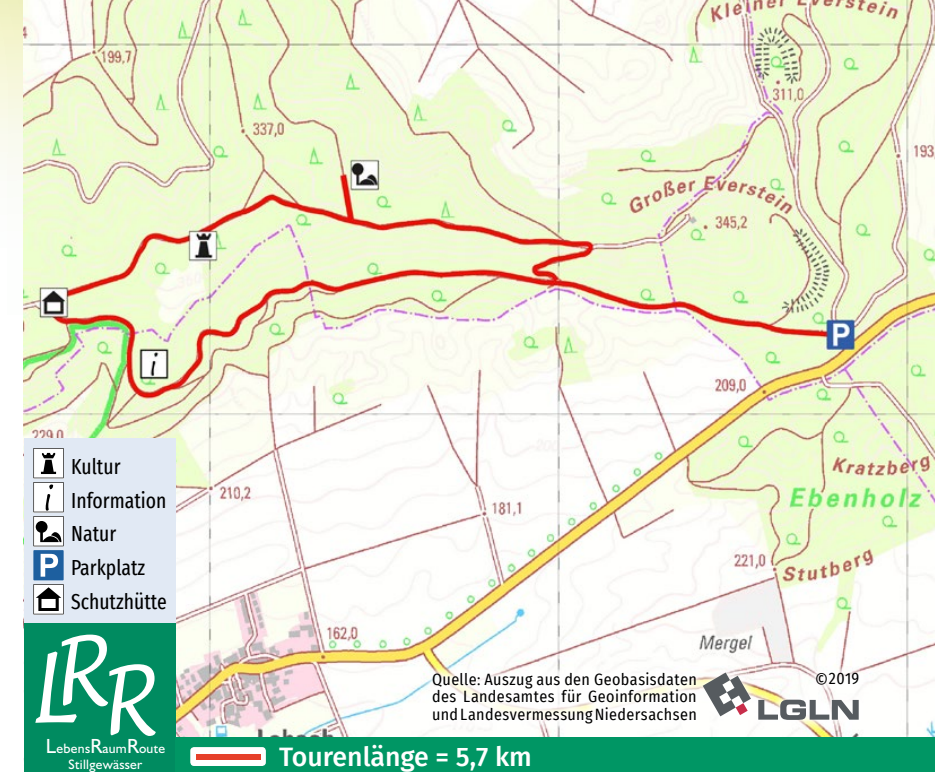 Kleiner Everstein
199,7
311,0
337,0
193
Großer Everstein
345,2
i
P
209,0
229,0
Kratzberg
Ebenholz
210,2
181,1
221,0
Stutberg
162,0
Mergel
Kultur
i Information
Natur
P Parkplatz
Schutzhütte
LRR
LebensRaumRoute
Stillgewässer
Quelle: Auszug aus den Geobasisdaten
des Landesamtes für Geoinformation
und Landesvermessung Niedersachsen
©2019
LGLN
Tourenlänge = 5,7 km